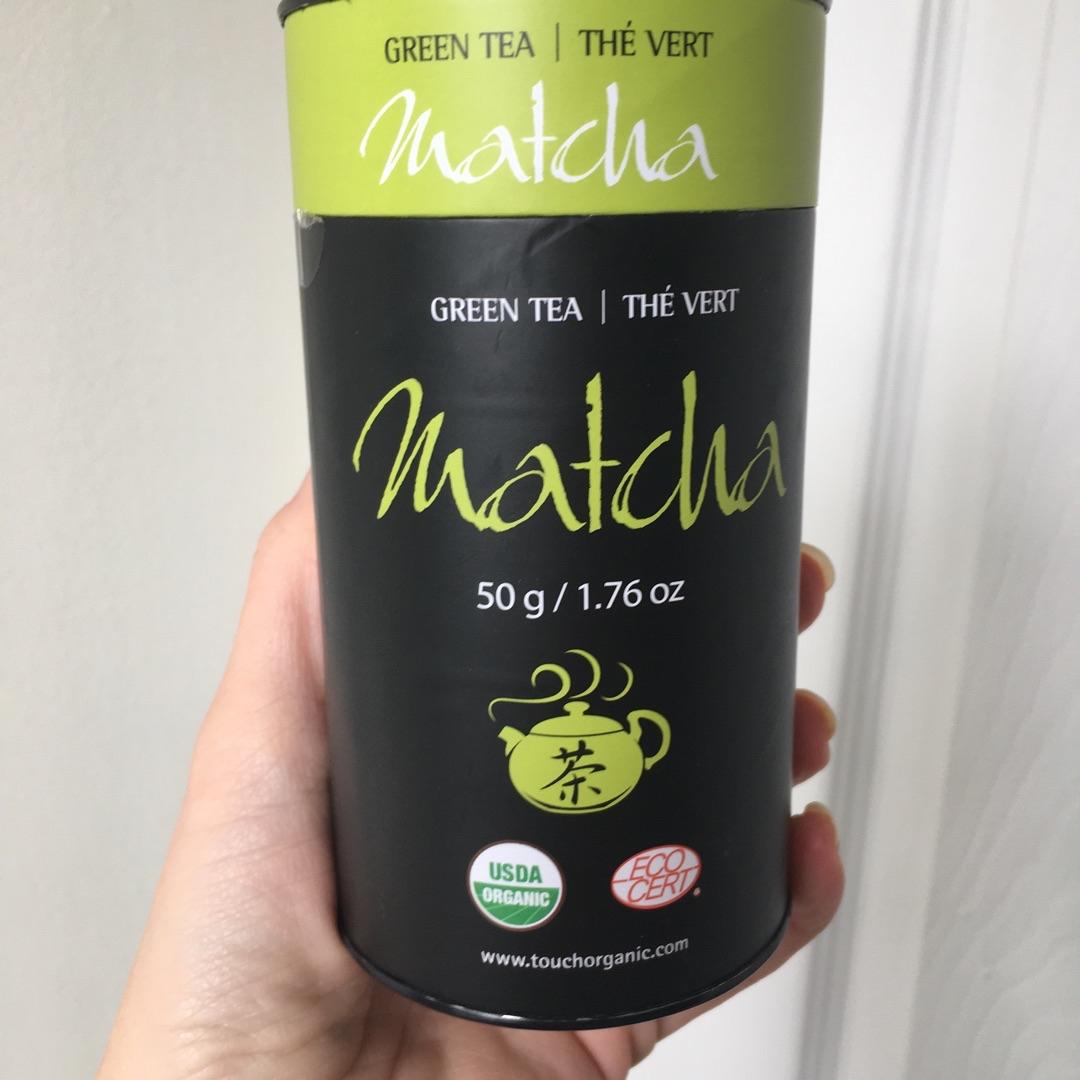 GREEN TEA | THÉ VERT
Matcha
GREEN TEA | THÉ VERT
Matcha
50 g / 1.76 oz
茶
USDA
ORGANIC
ECO
CERT
www.touchorganic.com